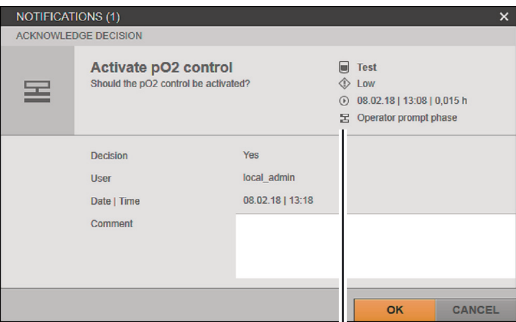 NOTIFICATIONS (1)
ACKNOWLEDGE DECISION
Activate pO2 control
Should the pO2 control be activated?
Test
Low
08.02.18 | 13:08 | 0,015 h
Operator prompt phase
Decision Yes
User local_admin
Date | Time 08.02.18 | 13:18
Comment
OK CANCEL